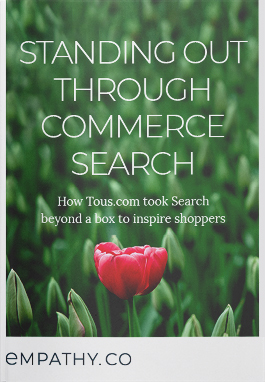 STANDING OUT
THROUGH
COMMERCE
SEARCH
How Tous.com took Search
beyond a box to inspire shoppers
eMPATHY.CO